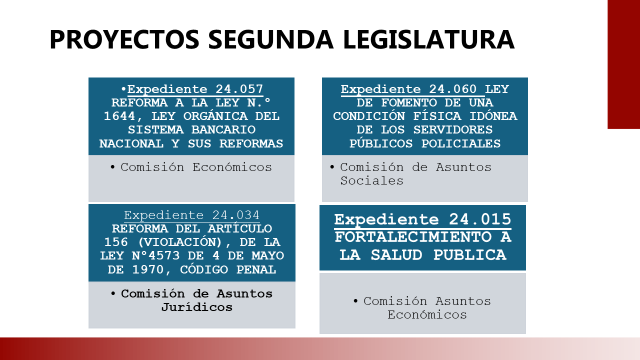 PROYECTOS SEGUNDA LEGISLATURA
•Expediente 24.057
REFORMA A LA LEY N.º
1644, LEY ORGÁNICA DEL
SISTEMA BANCARIO
NACIONAL Y SUS REFORMAS
• Comisión Económicos
Expediente 24.060 LEY
DE FOMENTO DE UNA
CONDICIÓN FÍSICA IDÓNEA
DE LOS SERVIDORES
PÚBLICOS POLICIALES
• Comisión de Asuntos
Sociales
Expediente 24.034
REFORMA DEL ARTÍCULO
156 (VIOLACIÓN), DE LA
LEY N°4573 DE 4 DE MAYO
DE 1970, CÓDIGO PENAL
• Comisión de Asuntos
Jurídicos
Expediente 24.015
FORTALECIMIENTO A
LA SALUD PUBLICA
• Comisión Asuntos
Económicos